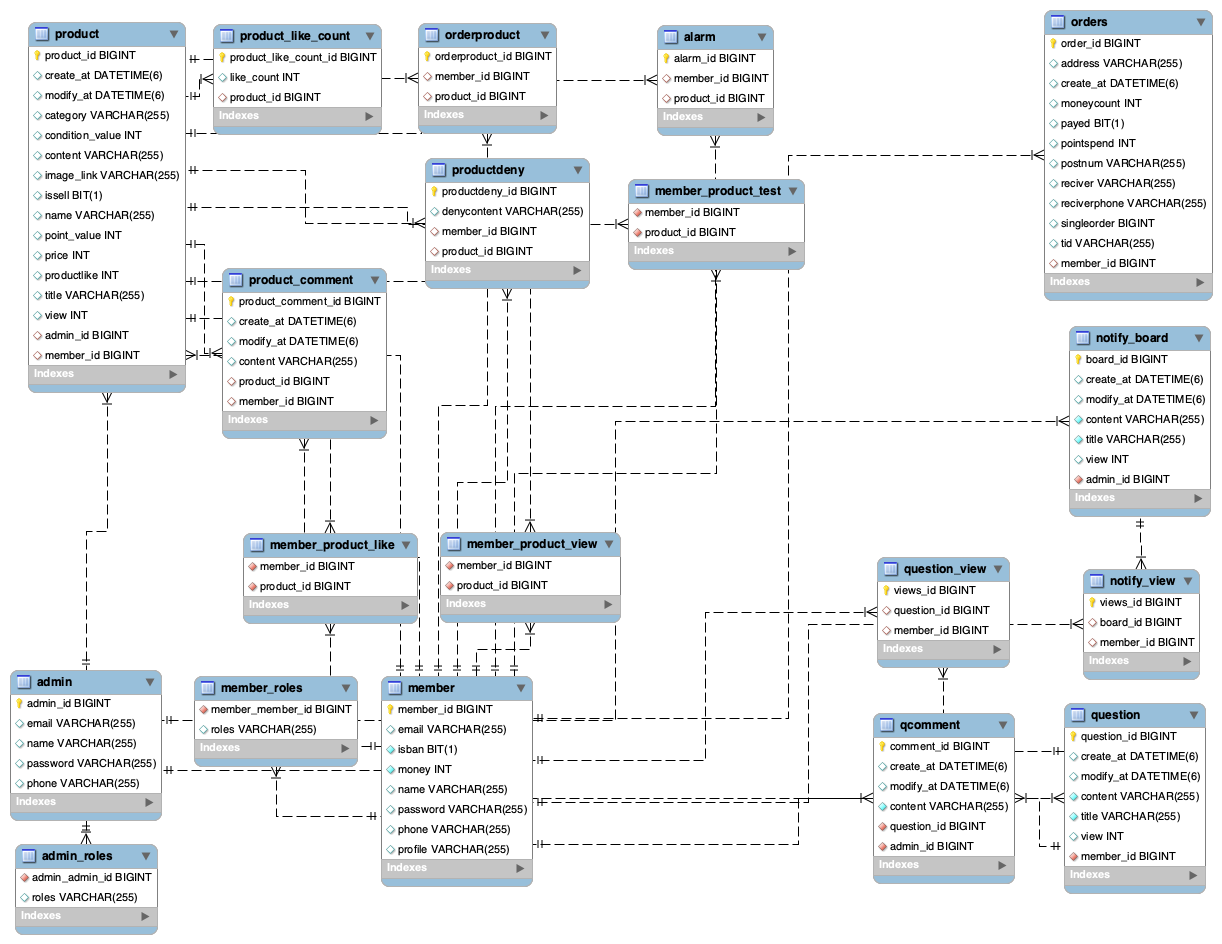 product
product_id BIGINT
create_at DATETIME(6)
modify_at DATETIME(6)
category VARCHAR(255)
condition_value INT
content VARCHAR(255)
image_link VARCHAR(255)
issell BIT(1)
name VARCHAR(255)
point_value INT
price INT
productlike INT
title VARCHAR(255)
view INT
admin_id BIGINT
member_id BIGINT
Indexes
product_like_count
product_like_count_id BIGINT
like_count INT
product_id BIGINT
Indexes
orderproduct
orderproduct_id BIGINT
member_id BIGINT
product_id BIGINT
Indexes
alarm
alarm_id BIGINT
member_id BIGINT
product_id BIGINT
Indexes
orders
order_id BIGINT
address VARCHAR(255)
create_at DATETIME(6)
moneycount INT
payed BIT(1)
pointspend INT
postnum VARCHAR(255)
reciver VARCHAR(255)
reciverphone VARCHAR(255)
singleorder BIGINT
tid VARCHAR(255)
member_id BIGINT
Indexes
productdeny
productdeny_id BIGINT
denycontent VARCHAR(255)
member_id BIGINT
product_id BIGINT
Indexes
member_product_test
member_id BIGINT
product_id BIGINT
Indexes
product_comment
product_comment_id BIGINT
create_at DATETIME(6)
modify_at DATETIME(6)
content VARCHAR(255)
product_id BIGINT
member_id BIGINT
Indexes
notify_board
board_id BIGINT
create_at DATETIME(6)
modify_at DATETIME(6)
content VARCHAR(255)
title VARCHAR(255)
view INT
admin_id BIGINT
Indexes
member_product_like
member_id BIGINT
product_id BIGINT
Indexes
member_product_view
member_id BIGINT
product_id BIGINT
Indexes
question_view
views_id BIGINT
question_id BIGINT
member_id BIGINT
Indexes
notify_view
views_id BIGINT
board_id BIGINT
member_id BIGINT
Indexes
admin
admin_id BIGINT
email VARCHAR(255)
name VARCHAR(255)
password VARCHAR(255)
phone VARCHAR(255)
Indexes
member_roles
member_member_id BIGINT
roles VARCHAR(255)
Indexes
member
member_id BIGINT
email VARCHAR(255)
isban BIT(1)
money INT
name VARCHAR(255)
password VARCHAR(255)
phone VARCHAR(255)
profile VARCHAR(255)
Indexes
qcomment
comment_id BIGINT
create_at DATETIME(6)
modify_at DATETIME(6)
content VARCHAR(255)
question_id BIGINT
admin_id BIGINT
Indexes
question
question_id BIGINT
create_at DATETIME(6)
modify_at DATETIME(6)
content VARCHAR(255)
title VARCHAR(255)
view INT
member_id BIGINT
Indexes
admin_roles
admin_admin_id BIGINT
roles VARCHAR(255)
Indexes